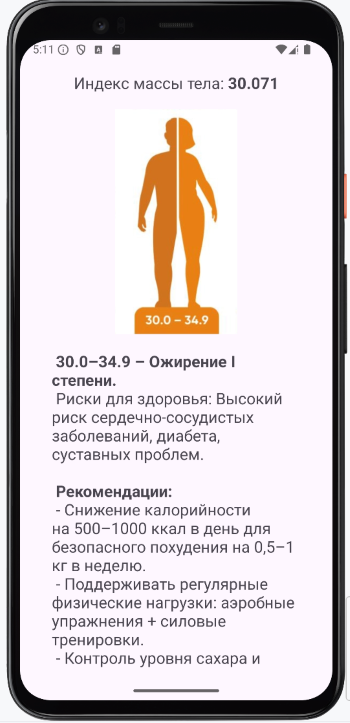 5:11
Индекс массы тела: 30.071
30.0 – 34.9
30.0–34.9 – Ожирение I
степени.
Риски для здоровья: Высокий
риск сердечно-сосудистых
заболеваний, диабета,
суставных проблем.
Рекомендации:
- Снижение калорийности
на 500–1000 ккал в день для
безопасного похудения на 0,5–1
кг в неделю.
- Поддерживать регулярные
физические нагрузки: аэробные
упражнения + силовые
тренировки.
- Контроль уровня сахара и